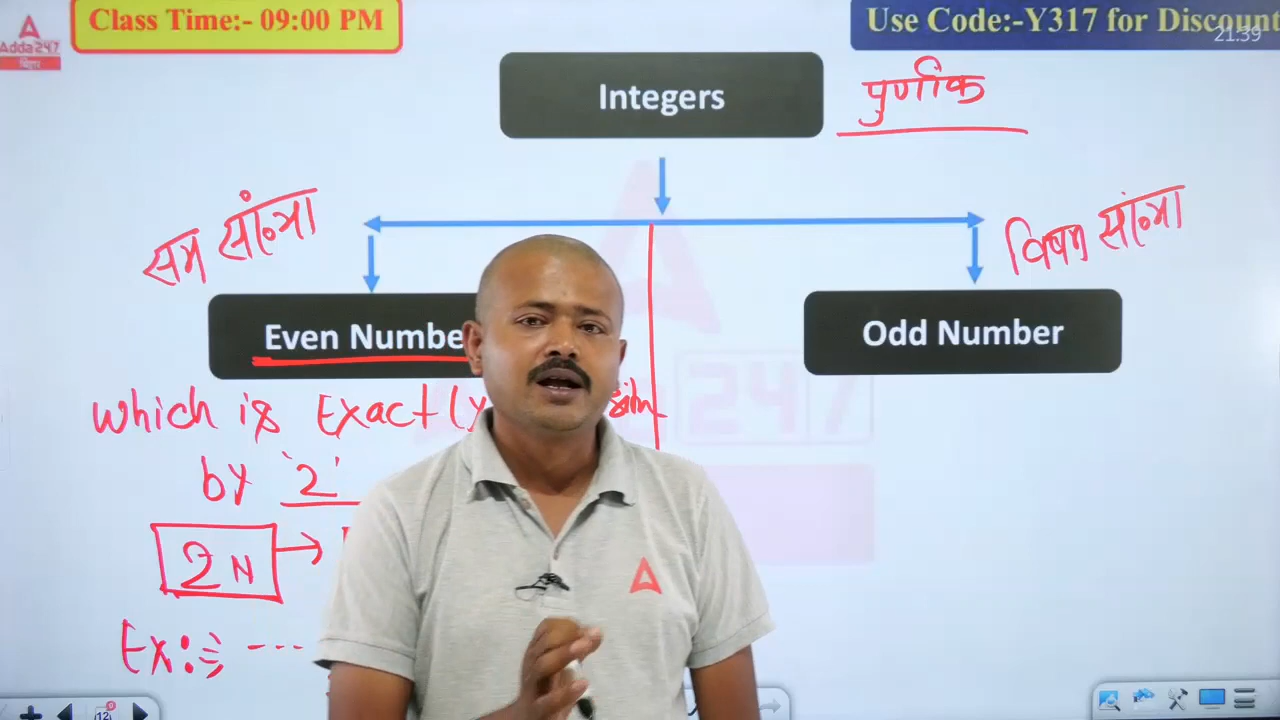 Class Time:- 09:00 PM
Use Code:-Y317 for Discount
21:39
Adda247
बिहार
Integers
पुर्णांक
सम संख्या
विषम संख्या
Even Numbe
Odd Number
which is Exactly
by '2'
2N →
Ex:-